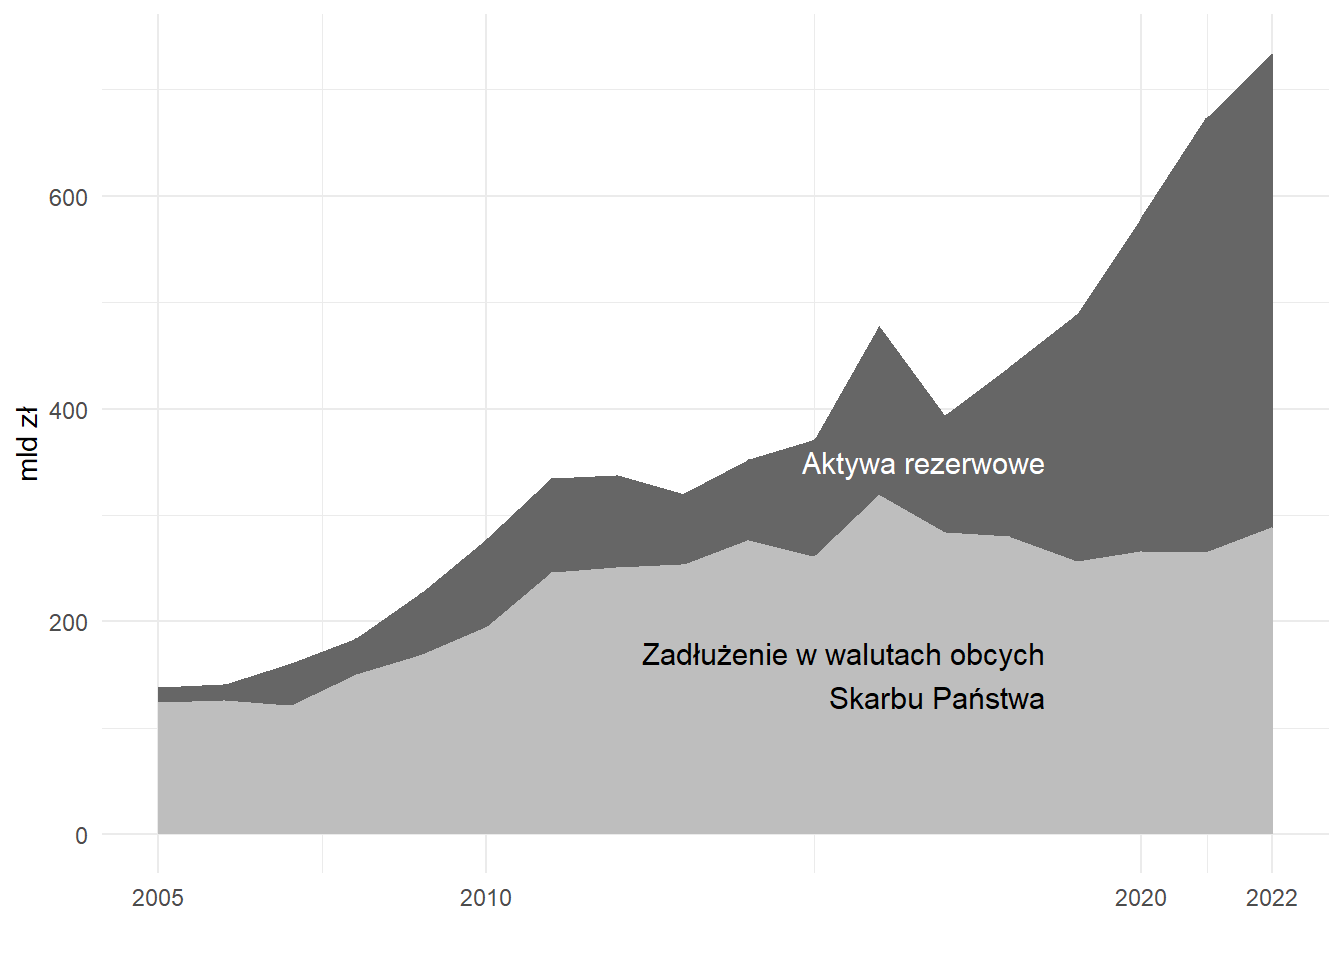 600
400
200
0
mld zł
Aktywa rezerwowe
Zadłużenie w walutach obcych
Skarbu Państwa
2005 2010 2020 2022